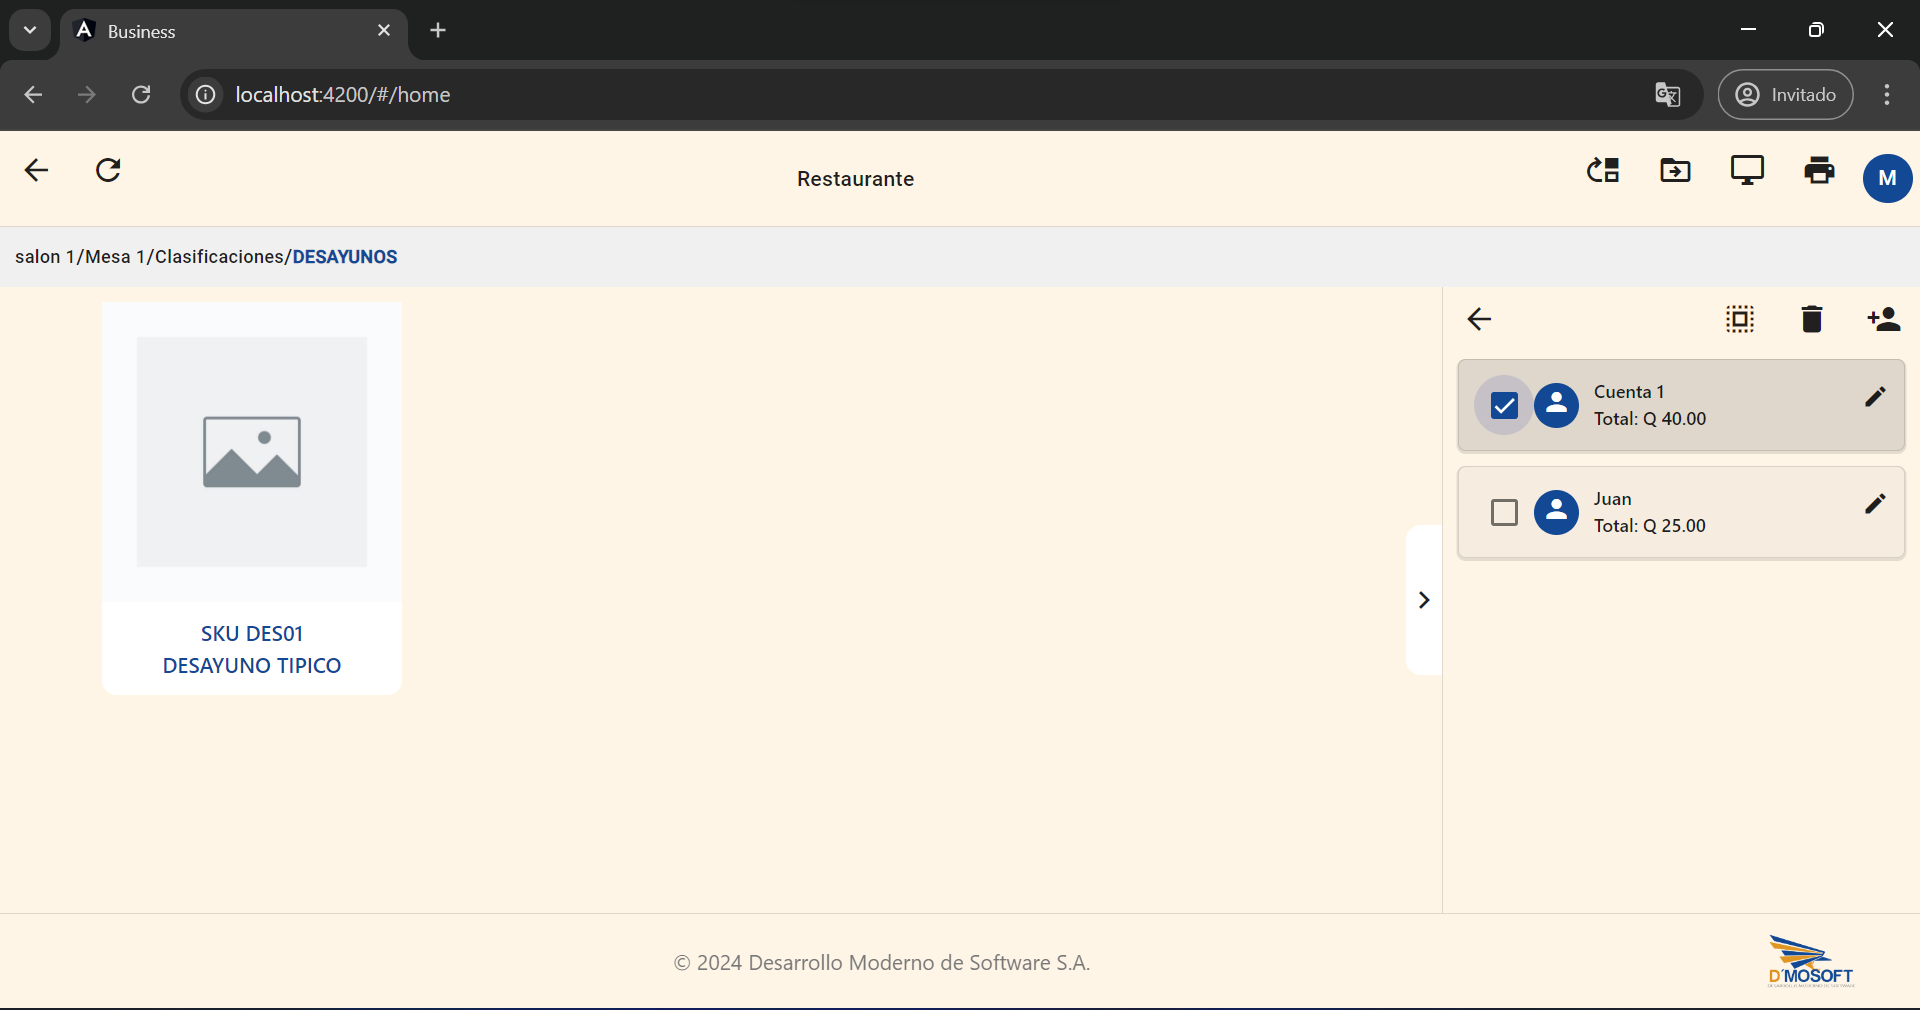 Business
localhost:4200/#/home
Invitado
Restaurante
M
salon 1/Mesa 1/Clasificaciones/DESAYUNOS
Cuenta 1
Total: Q 40.00
Juan
Total: Q 25.00
SKU DES01
DESAYUNO TIPICO
© 2024 Desarrollo Moderno de Software S.A.
D'MOSOFT